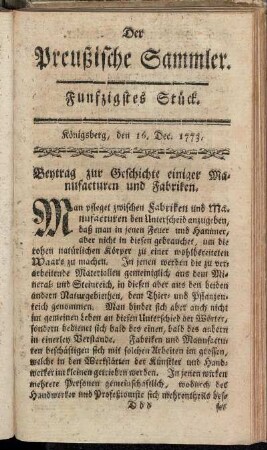 Der
Preußische Sammler.
Funfzigstes Stück.
Königsberg, den 16. Dec. 1773.
Beytrag zur Geschichte einiger Ma-
nufacturen und Fabriken.
Man pfleget zwischen Fabriken und Ma-
nufacturen den Unterscheid anzugeben,
daß man in jenen Feuer und Hammer,
aber nicht in diesen gebrauchet, um die
rohen natürlichen Körper zu einer wohlbereiteten
Waare zu machen. In jenen werden die zu ver-
arbeitende Materialien gemeiniglich aus dem Mi-
neral- und Steinreich, in diesen aber aus den beiden
andern Naturgebiethen, dem Thier- und Pflanzen-
reich genommen. Man bindet sich aber auch nicht
im gemeinen Leben an diesen Unterschied der Wörter,
sondern bedienet sich bald des einen, bald des andern
in einerley Verstande. Fabriken und Manufactu-
ren beschäftigen sich mit solchen Arbeiten im grossen,
welche in den Werkstätten der Künstler und Hand-
werker im kleinen getrieben werden. In jenen wirken
mehrere Personen gemeinschaftlich, wodurch das
Handwerks und Professionste sich mehrentheils
D d d